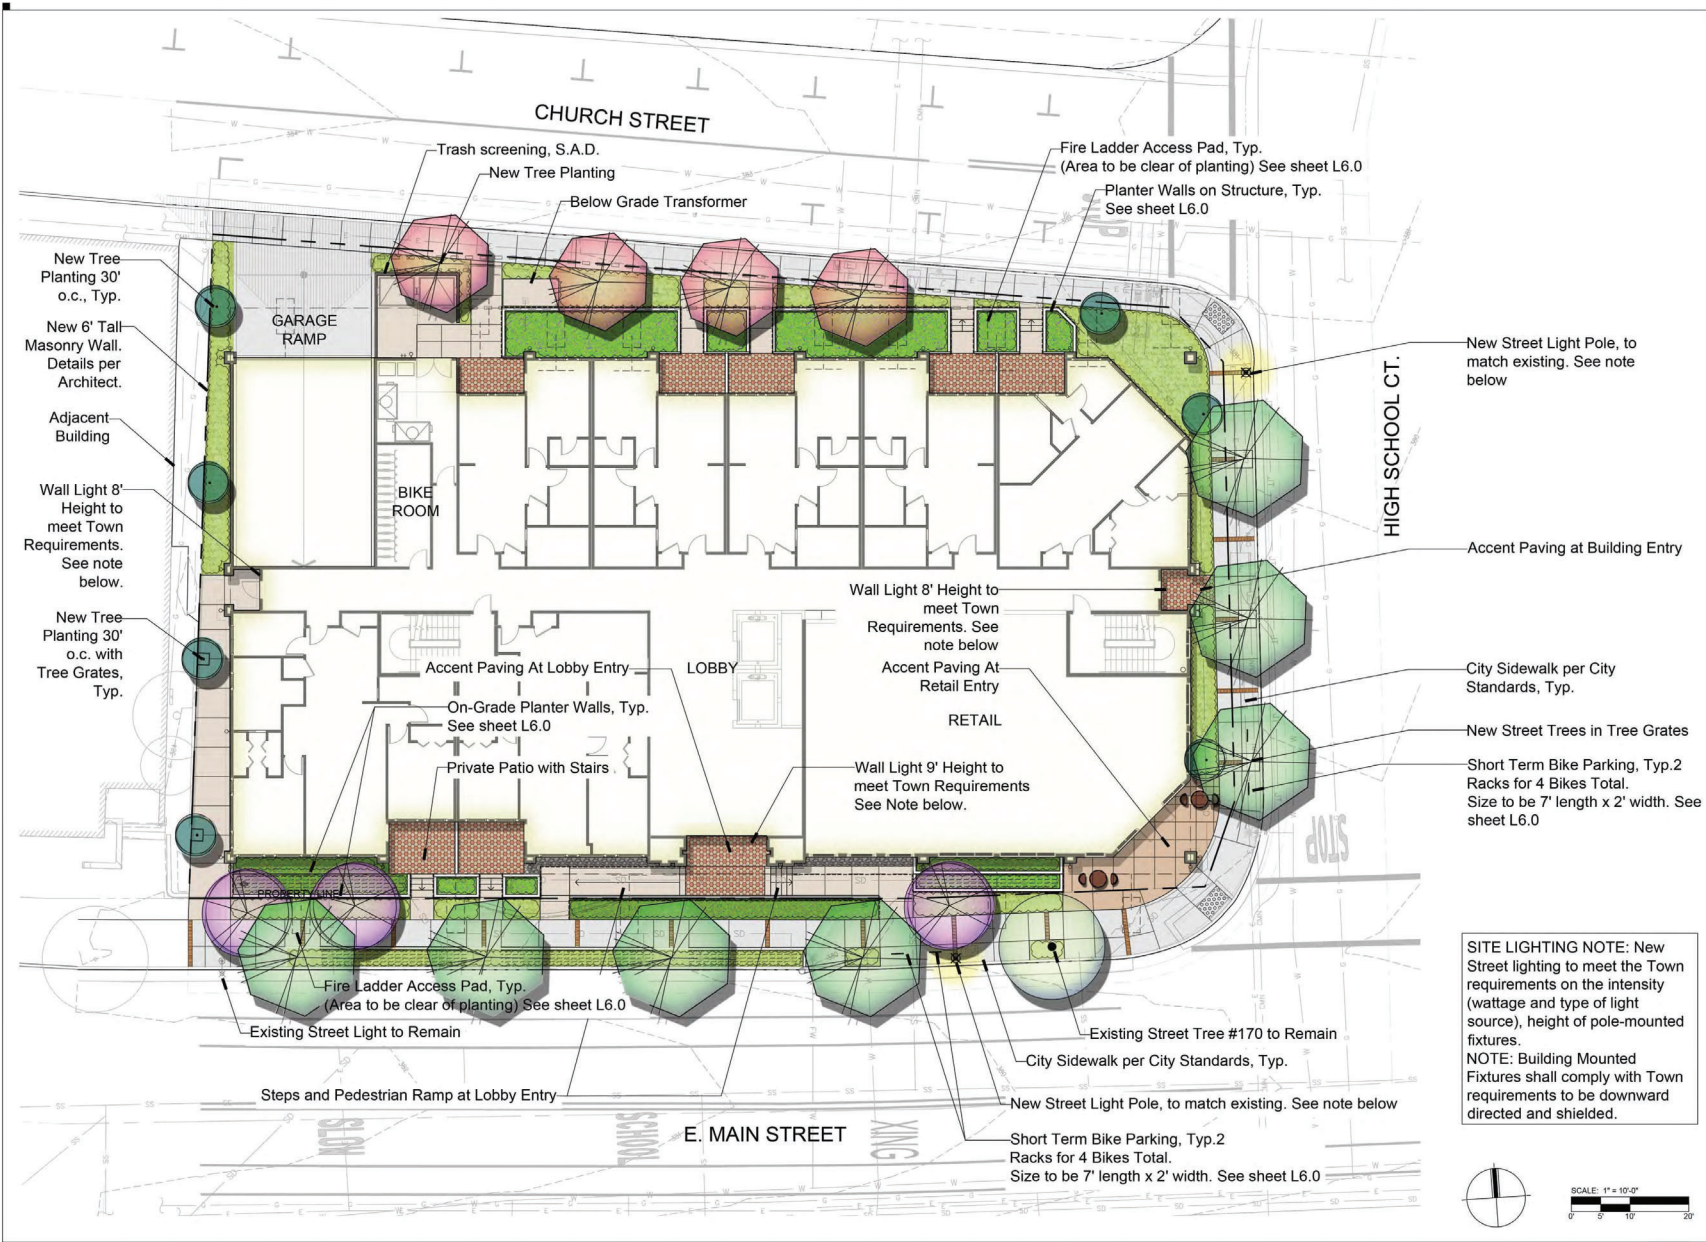 CHURCH STREET
Trash screening, S.A.D.
New Tree Planting
Below Grade Transformer
Fire Ladder Access Pad, Typ.
(Area to be clear of planting) See sheet L6.0
Planter Walls on Structure, Typ.
See sheet L6.0
New Tree
Planting 30'
o.c., Typ.
New 6' Tall
Masonry Wall.
Details per
Architect.
Adjacent
Building
Wall Light 8'
Height to
meet Town
Requirements.
See note
below.
New Tree
Planting 30'
o.c. with
Tree Grates,
Typ.
GARAGE
RAMP
BIKE
ROOM
Accent Paving At Lobby Entry
LOBBY
On-Grade Planter Walls, Typ.
See sheet L6.0
Private Patio with Stairs
Wall Light 8' Height to
meet Town
Requirements. See
note below
Accent Paving At
Retail Entry
RETAIL
Wall Light 9' Height to
meet Town Requirements
See Note below.
HIGH SCHOOL CT.
STOP
New Street Light Pole, to
match existing. See note
below
Accent Paving at Building Entry
City Sidewalk per City
Standards, Typ.
New Street Trees in Tree Grates
Short Term Bike Parking, Typ.2
Racks for 4 Bikes Total.
Size to be 7' length x 2' width. See
sheet L6.0
PROPERTY LINE
Fire Ladder Access Pad, Typ.
(Area to be clear of planting) See sheet L6.0
Existing Street Light to Remain
Steps and Pedestrian Ramp at Lobby Entry
Existing Street Tree #170 to Remain
City Sidewalk per City Standards, Typ.
New Street Light Pole, to match existing. See note below
Short Term Bike Parking, Typ.2
Racks for 4 Bikes Total.
Size to be 7' length x 2' width. See sheet L6.0
SLOW
SCHOOL
XING
E. MAIN STREET
SITE LIGHTING NOTE: New
Street lighting to meet the Town
requirements on the intensity
(wattage and type of light
source), height of pole-mounted
fixtures.
NOTE: Building Mounted
Fixtures shall comply with Town
requirements to be downward
directed and shielded.
SCALE: 1" = 10'-0"
0' 5' 10' 20'